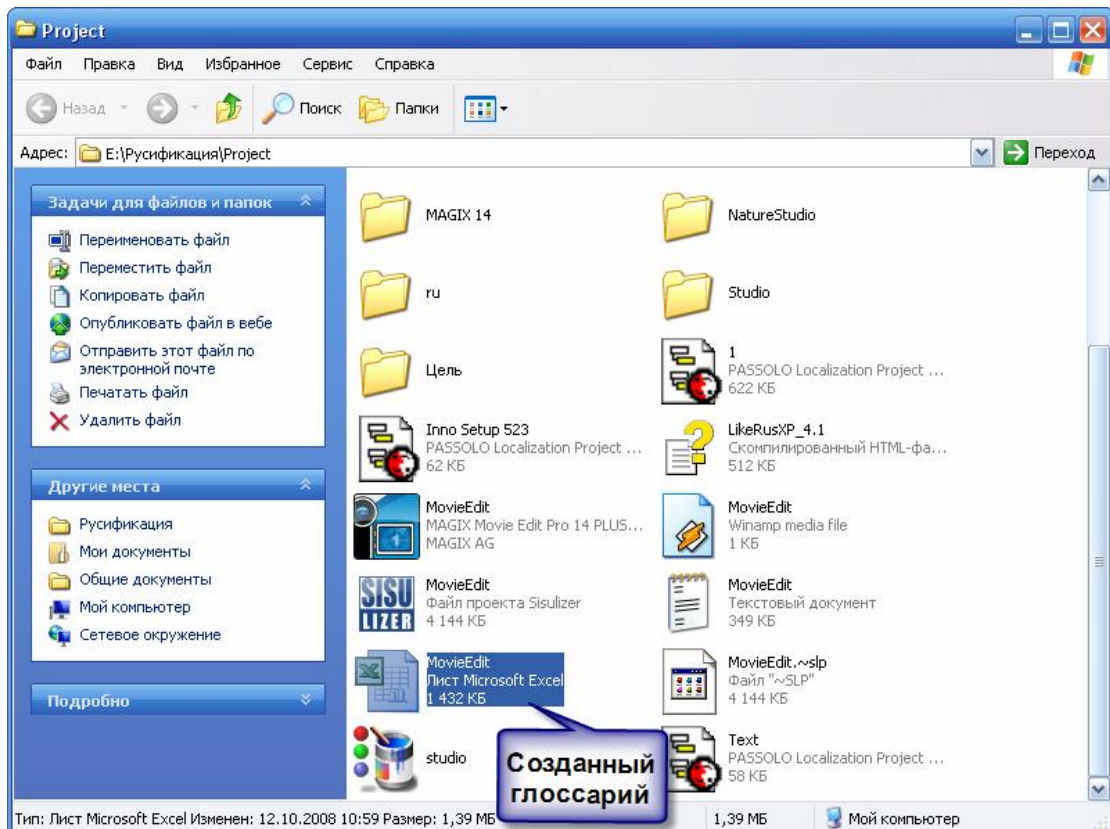 Project
Файл Правка Вид Избранное Сервис Справка
Назад Поиск Папки
Адрес: E:\Русификация\Project Переход
Задачи для файлов и папок
Переименовать файл
Переместить файл
Копировать файл
Опубликовать файл в вебе
Отправить этот файл по
электронной почте
Печатать файл
Удалить файл
Другие места
Русификация
Мои документы
Общие документы
Мой компьютер
Сетевое окружение
Подробно
MAGIX 14
NatureStudio
ru
Studio
Цель
1
PASSOLO Localization Project ...
622 КБ
Inno Setup 523
PASSOLO Localization Project ...
62 КБ
LikeRusXP_4.1
Скомпилированный HTML-фа...
512 КБ
MovieEdit
MAGIX Movie Edit Pro 14 PLUS...
MAGIX AG
MovieEdit
Winamp media file
1 КБ
SISU
LIZER
MovieEdit
Файл проекта Sisulizer
4 144 КБ
MovieEdit
Текстовый документ
349 КБ
MovieEdit
Лист Microsoft Excel
1 432 КБ
MovieEdit.~slp
Файл "~SLP"
4 144 КБ
studio
Text
PASSOLO Localization Project ...
58 КБ
Созданный
глоссарий
Тип: Лист Microsoft Excel Изменен: 12.10.2008 10:59 Размер: 1,39 МБ 1,39 МБ Мой компьютер